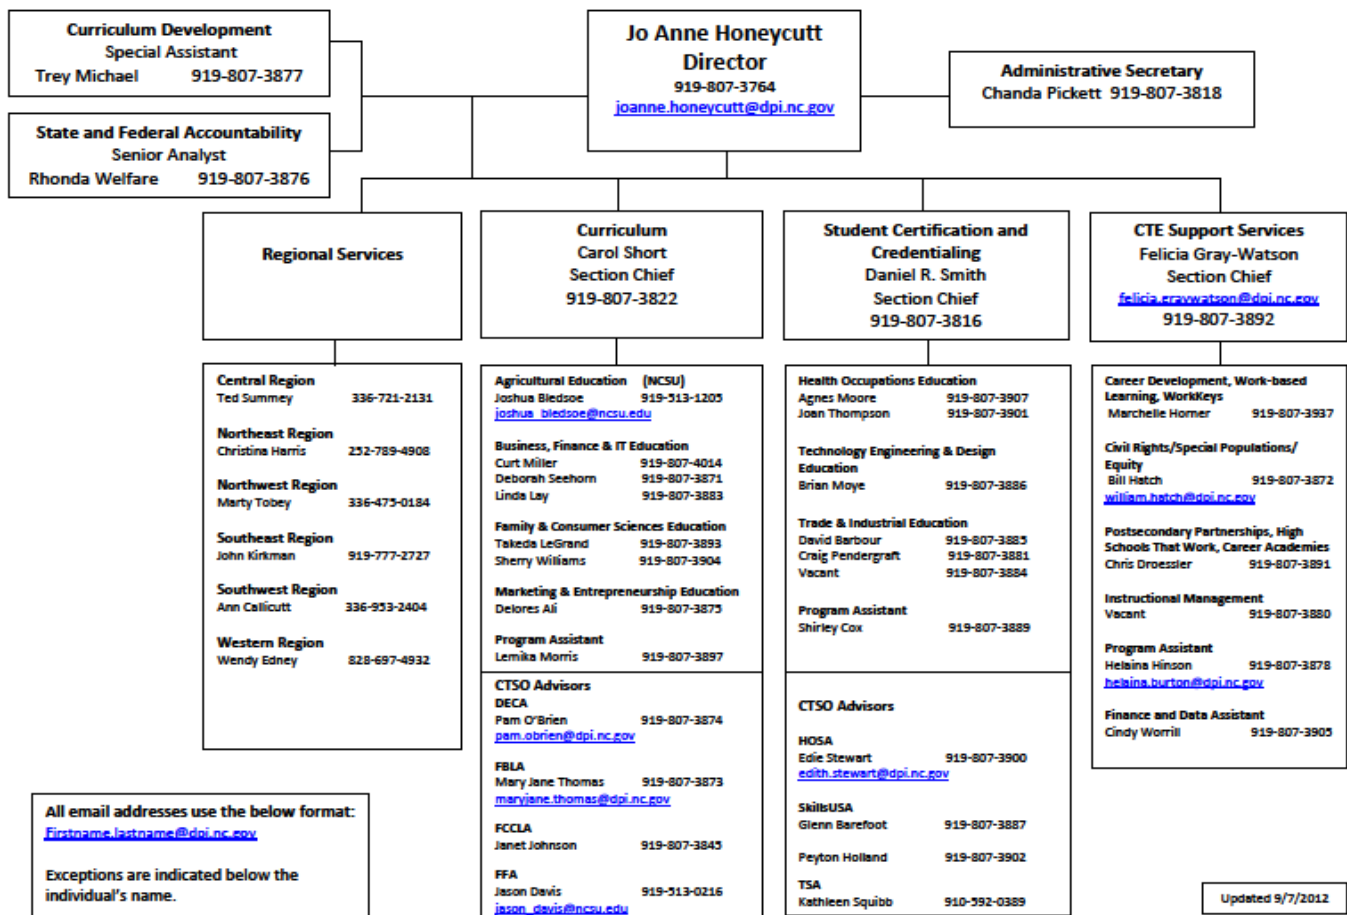 Curriculum Development
Special Assistant
Trey Michael 919-807-3877
State and Federal Accountability
Senior Analyst
Rhonda Welfare 919-807-3876
Jo Anne Honeycutt
Director
919-807-3764
joanne.honeycutt@dpi.nc.gov
Administrative Secretary
Chanda Pickett 919-807-3818
Regional Services
Central Region
Ted Summey 336-721-2131
Northeast Region
Christina Harris 252-789-4908
Northwest Region
Marty Tobey 336-475-0184
Southeast Region
John Kirkman 919-777-2727
Southwest Region
Ann Callicutt 336-953-2404
Western Region
Wendy Edney 828-697-4932
Curriculum
Carol Short
Section Chief
919-807-3822
Agricultural Education (NCSU)
Joshua Bledsoe 919-513-1205
joshua_bledsoe@ncsu.edu
Business, Finance & IT Education
Curt Miller 919-807-4014
Deborah Seehorn 919-807-3871
Linda Lay 919-807-3883
Family & Consumer Sciences Education
Takeda LeGrand 919-807-3893
Sherry Williams 919-807-3904
Marketing & Entrepreneurship Education
Delores Ali 919-807-3875
Program Assistant
Lemika Morris 919-807-3897
CTSO Advisors
DECA
Pam O'Brien 919-807-3874
pam.obrien@dpi.nc.gov
FBLA
Mary Jane Thomas 919-807-3873
maryjane.thomas@dpi.nc.gov
FCCLA
Janet Johnson 919-807-3845
FFA
Jason Davis 919-513-0216
jason_davis@ncsu.edu
Student Certification and
Credentialing
Daniel R. Smith
Section Chief
919-807-3816
Health Occupations Education
Agnes Moore 919-807-3907
Joan Thompson 919-807-3901
Technology Engineering & Design
Education
Brian Moye 919-807-3886
Trade & Industrial Education
David Barbour 919-807-3885
Craig Pendergraft 919-807-3881
Vacant 919-807-3884
Program Assistant
Shirley Cox 919-807-3889
CTSO Advisors
HOSA
Edie Stewart 919-807-3900
edith.stewart@dpi.nc.gov
SkillsUSA
Glenn Barefoot 919-807-3887
Peyton Holland 919-807-3902
TSA
Kathleen Squibb 910-592-0389
CTE Support Services
Felicia Gray-Watson
Section Chief
felicia.graywatson@dpi.nc.gov
919-807-3892
Career Development, Work-based
Learning, WorkKeys
Marchelle Horner 919-807-3937
Civil Rights/Special Populations/
Equity
Bill Hatch 919-807-3872
william.hatch@dpi.nc.gov
Postsecondary Partnerships, High
Schools That Work, Career Academies
Chris Droessler 919-807-3891
Instructional Management
Vacant 919-807-3880
Program Assistant
Helaina Hinson 919-807-3878
helaina.burton@dpi.nc.gov
Finance and Data Assistant
Cindy Worrill 919-807-3905
All email addresses use the below format:
Firstname.lastname@dpi.nc.gov
Exceptions are indicated below the
individual's name.
Updated 9/7/2012